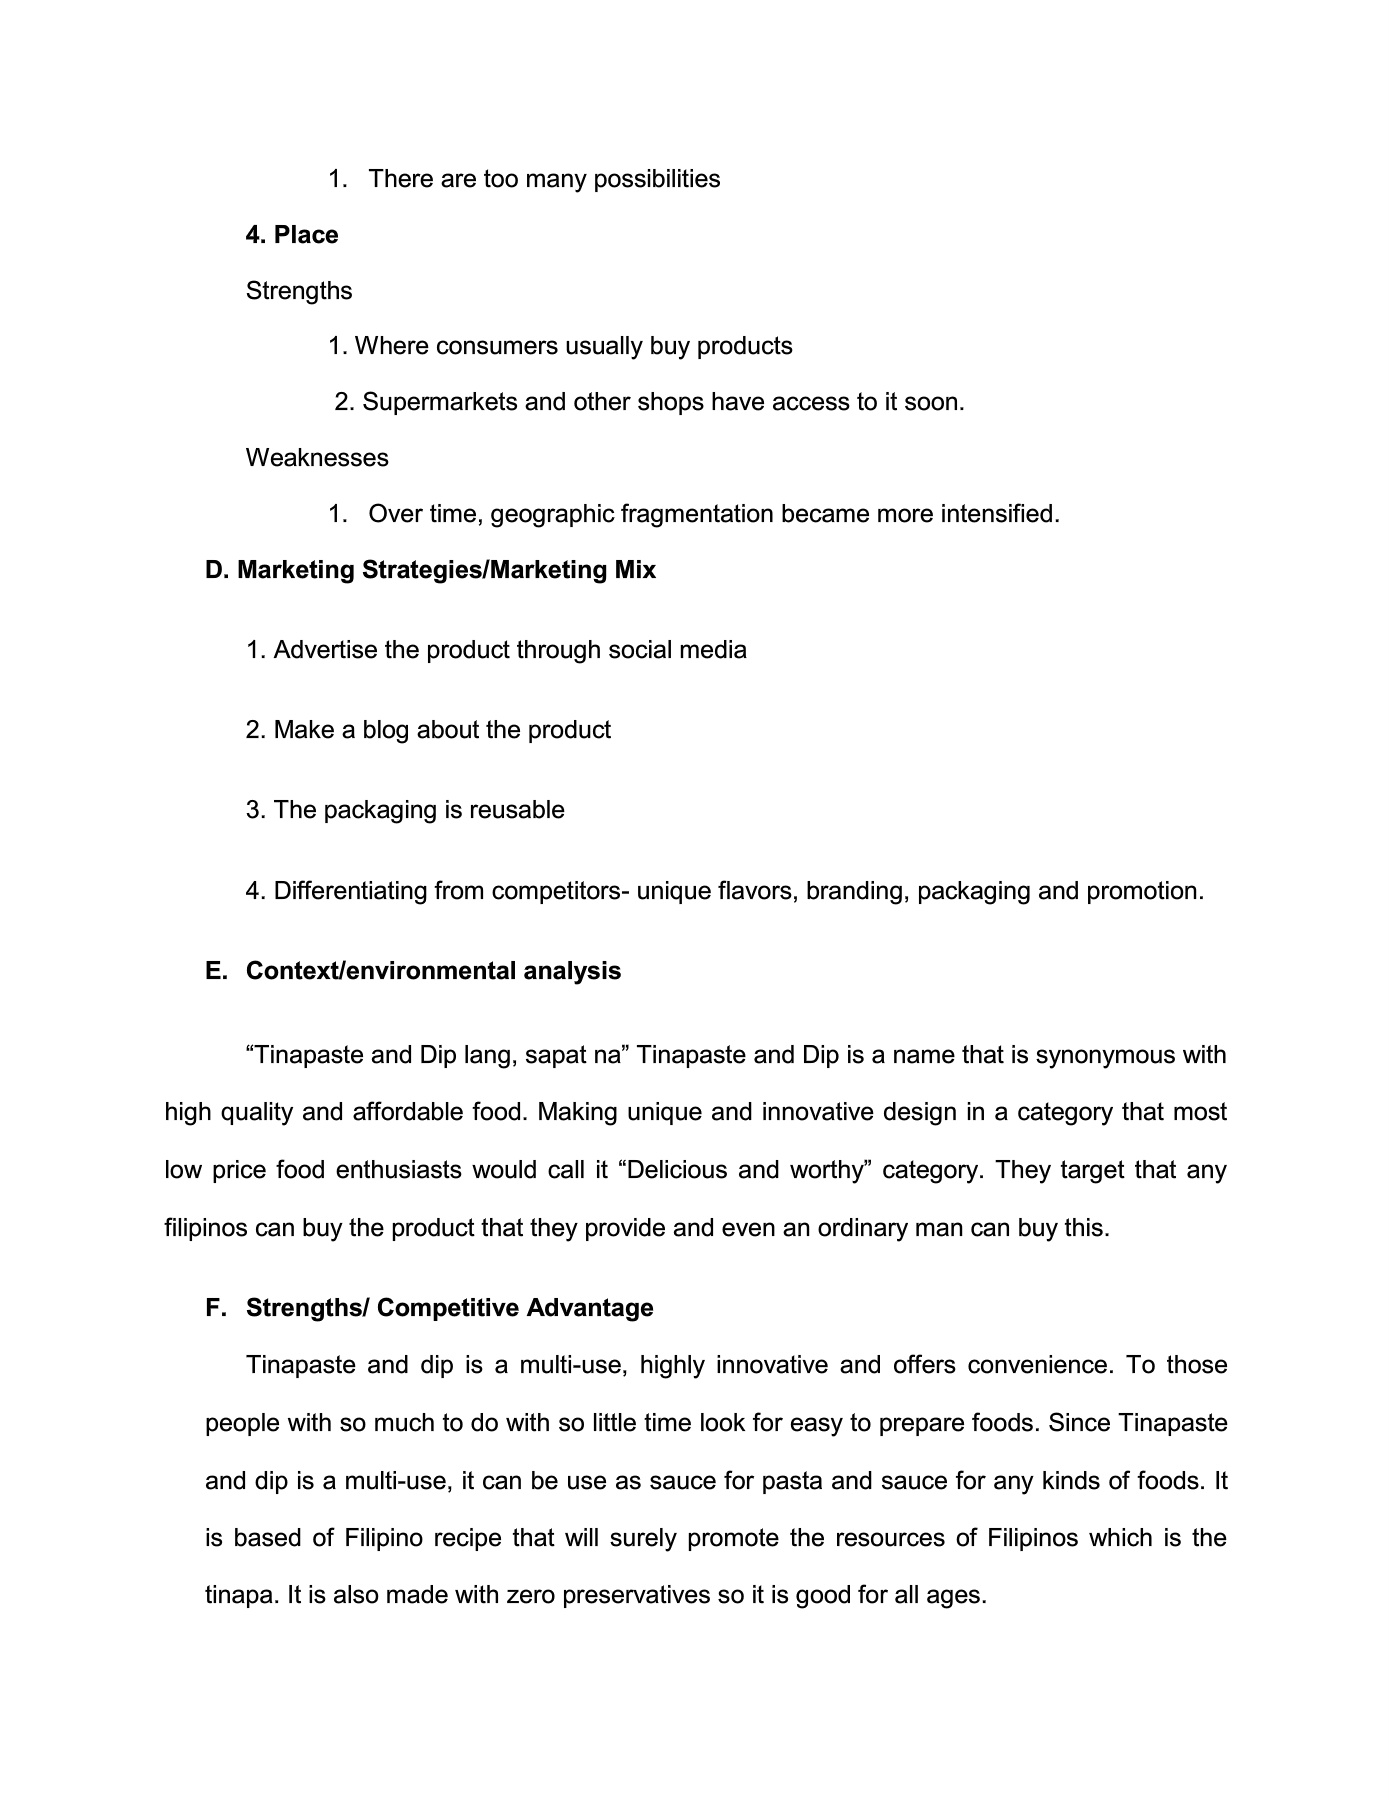 1. There are too many possibilities
4. Place
Strengths
1. Where consumers usually buy products
2. Supermarkets and other shops have access to it soon.
Weaknesses
1. Over time, geographic fragmentation became more intensified.
D. Marketing Strategies/Marketing Mix
1. Advertise the product through social media
2. Make a blog about the product
3. The packaging is reusable
4. Differentiating from competitors- unique flavors, branding, packaging and promotion.
E. Context/environmental analysis
“Tinapaste and Dip lang, sapat na” Tinapaste and Dip is a name that is synonymous with
high quality and affordable food. Making unique and innovative design in a category that most
low price food enthusiasts would call it “Delicious and worthy” category. They target that any
filipinos can buy the product that they provide and even an ordinary man can buy this.
F. Strengths/ Competitive Advantage
Tinapaste and dip is a multi-use, highly innovative and offers convenience. To those
people with so much to do with so little time look for easy to prepare foods. Since Tinapaste
and dip is a multi-use, it can be use as sauce for pasta and sauce for any kinds of foods. It
is based of Filipino recipe that will surely promote the resources of Filipinos which is the
tinapa. It is also made with zero preservatives so it is good for all ages.